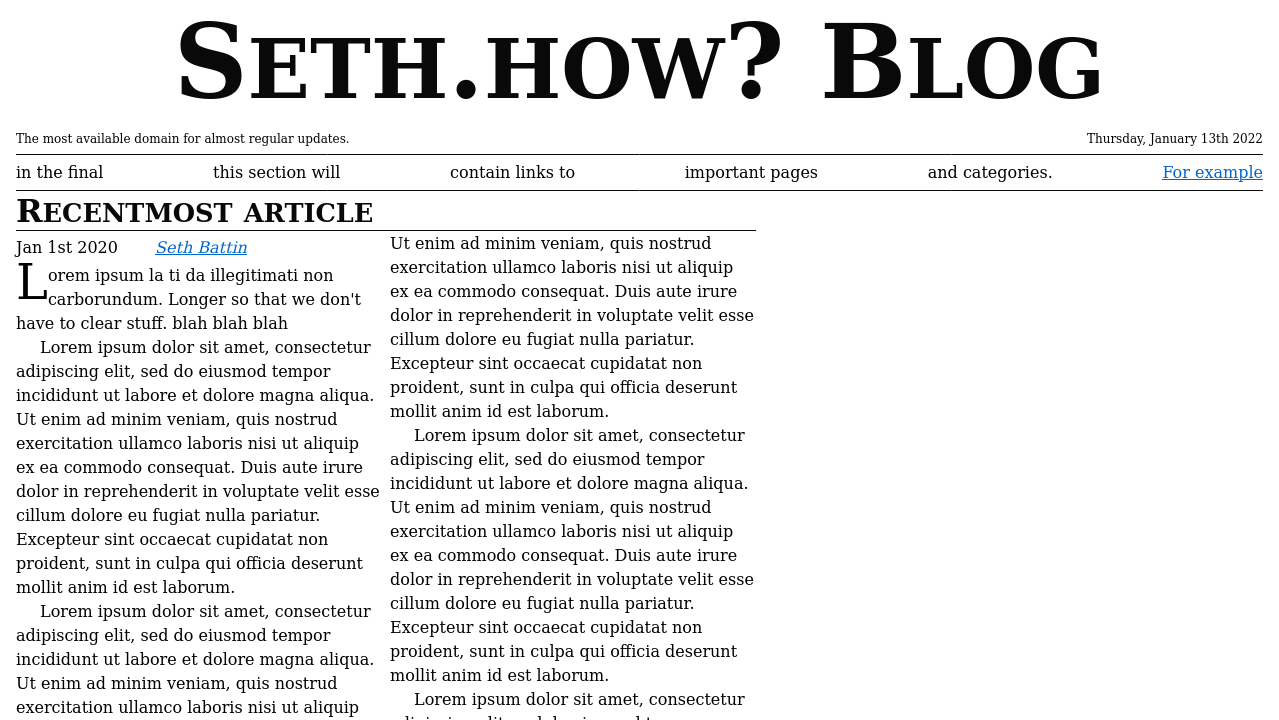 Seth.how? Blog
The most available domain for almost regular updates.
Thursday, January 13th 2022
in the final
this section will
contain links to
important pages
and categories.
For example
Recentmost article
Jan 1st 2020
Seth Battin
Lorem ipsum la ti da illegitimati non
carborundum. Longer so that we don't
have to clear stuff. blah blah blah
Lorem ipsum dolor sit amet, consectetur
adipiscing elit, sed do eiusmod tempor
incididunt ut labore et dolore magna aliqua.
Ut enim ad minim veniam, quis nostrud
exercitation ullamco laboris nisi ut aliquip
ex ea commodo consequat. Duis aute irure
dolor in reprehenderit in voluptate velit esse
cillum dolore eu fugiat nulla pariatur.
Excepteur sint occaecat cupidatat non
proident, sunt in culpa qui officia deserunt
mollit anim id est laborum.
Lorem ipsum dolor sit amet, consectetur
adipiscing elit, sed do eiusmod tempor
incididunt ut labore et dolore magna aliqua.
Ut enim ad minim veniam, quis nostrud
exercitation ullamco laboris nisi ut aliquip
Ut enim ad minim veniam, quis nostrud
exercitation ullamco laboris nisi ut aliquip
ex ea commodo consequat. Duis aute irure
dolor in reprehenderit in voluptate velit esse
cillum dolore eu fugiat nulla pariatur.
Excepteur sint occaecat cupidatat non
proident, sunt in culpa qui officia deserunt
mollit anim id est laborum.
Lorem ipsum dolor sit amet, consectetur
adipiscing elit, sed do eiusmod tempor
incididunt ut labore et dolore magna aliqua.
Ut enim ad minim veniam, quis nostrud
exercitation ullamco laboris nisi ut aliquip
ex ea commodo consequat. Duis aute irure
dolor in reprehenderit in voluptate velit esse
cillum dolore eu fugiat nulla pariatur.
Excepteur sint occaecat cupidatat non
proident, sunt in culpa qui officia deserunt
mollit anim id est laborum.
Lorem ipsum dolor sit amet, consectetur